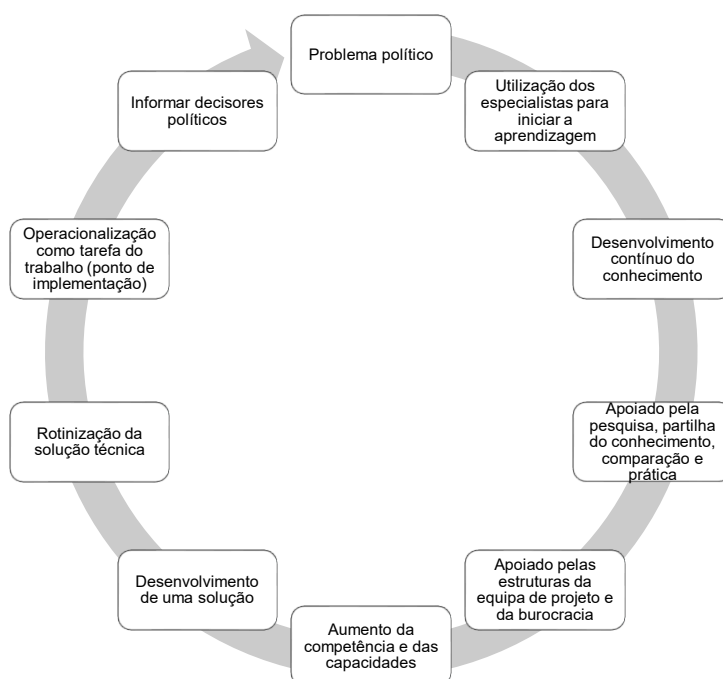 Problema político
Utilização dos
especialistas para
iniciar a
aprendizagem
Desenvolvimento
contínuo do
conhecimento
Apoiado pela
pesquisa, partilha
do conhecimento,
comparação e
prática
Apoiado pelas
estruturas da
equipa de projeto e
da burocracia
Aumento da
competência e das
capacidades
Desenvolvimento
de uma solução
Rotinização da
solução técnica
Operacionalização
como tarefa do
trabalho (ponto de
implementação)
Informar decisores
políticos